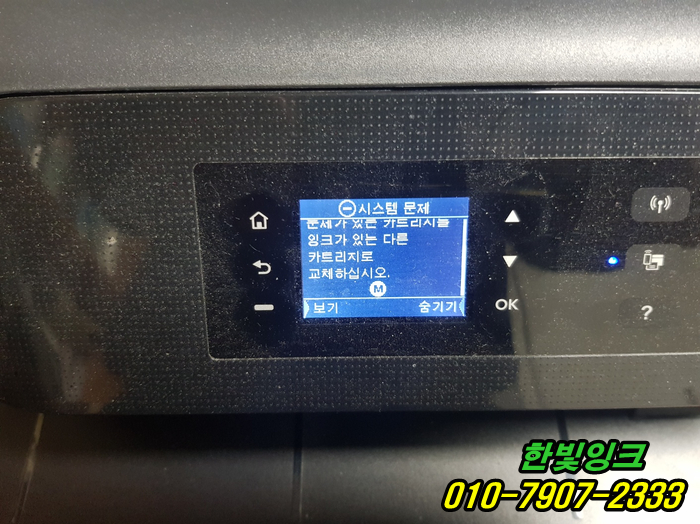 시스템 문제
문제가 있는 카트리지를
잉크가 있는 다른
카트리지로
교체하십시오.
M
보기
숨기기
OK
?
한빛잉크
010-7907-2333